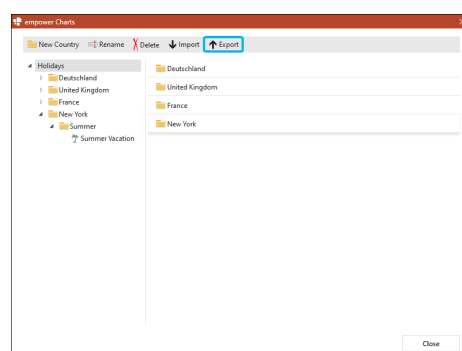 empower Charts
New Country Rename Delete Import Export
Holidays
Deutschland
United Kingdom
France
New York
Summer
Summer Vacation
Deutschland
United Kingdom
France
New York
Close